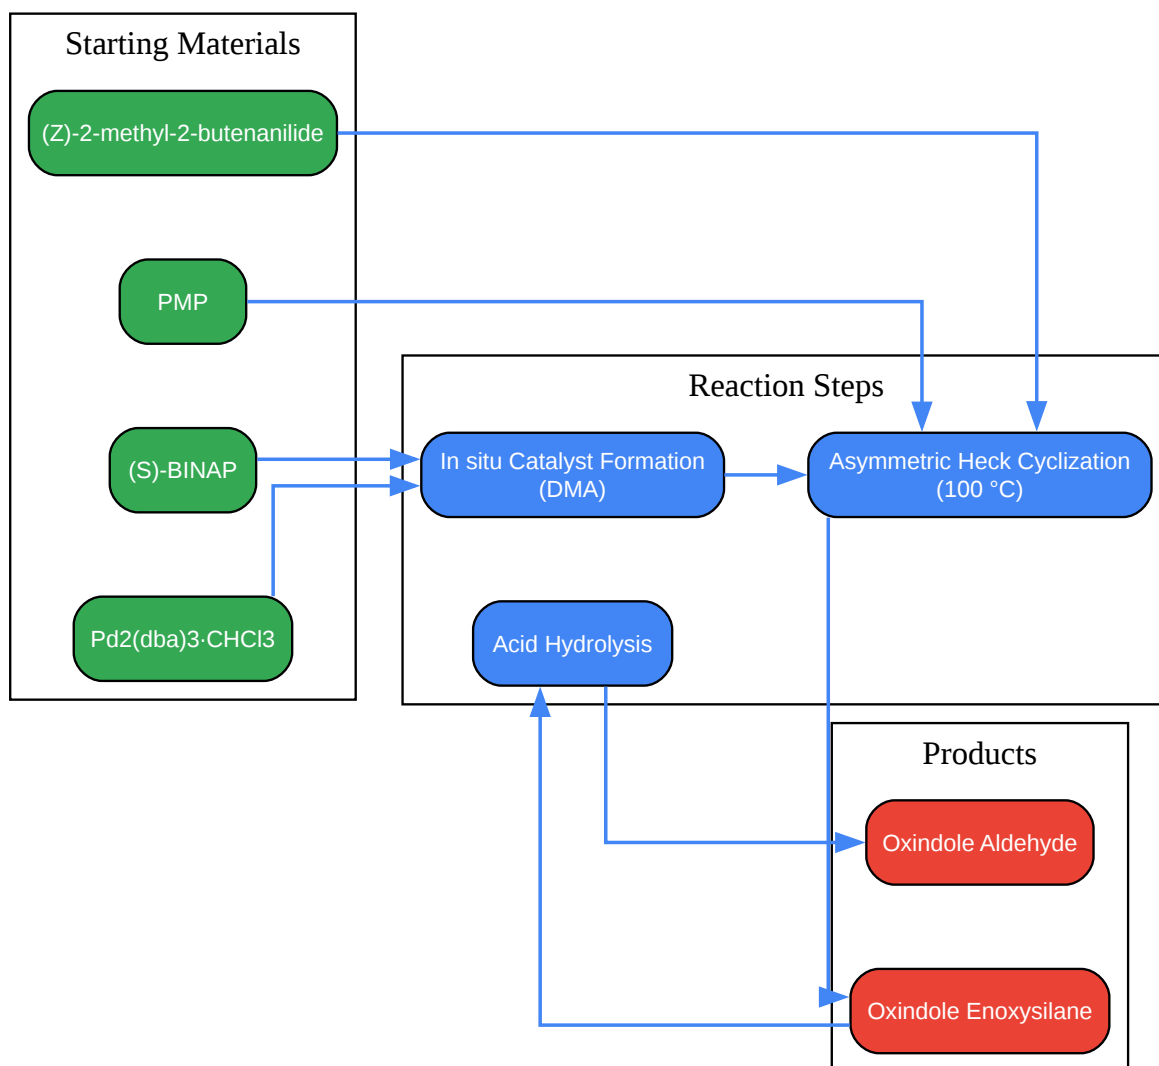 Starting Materials
(Z)-2-methyl-2-butenanilide
PMP
(S)-BINAP
Pd2(dba)3·CHCl3
Reaction Steps
In situ Catalyst Formation
(DMA)
Asymmetric Heck Cyclization
(100 °C)
Acid Hydrolysis
Products
Oxindole Aldehyde
Oxindole Enoxysilane